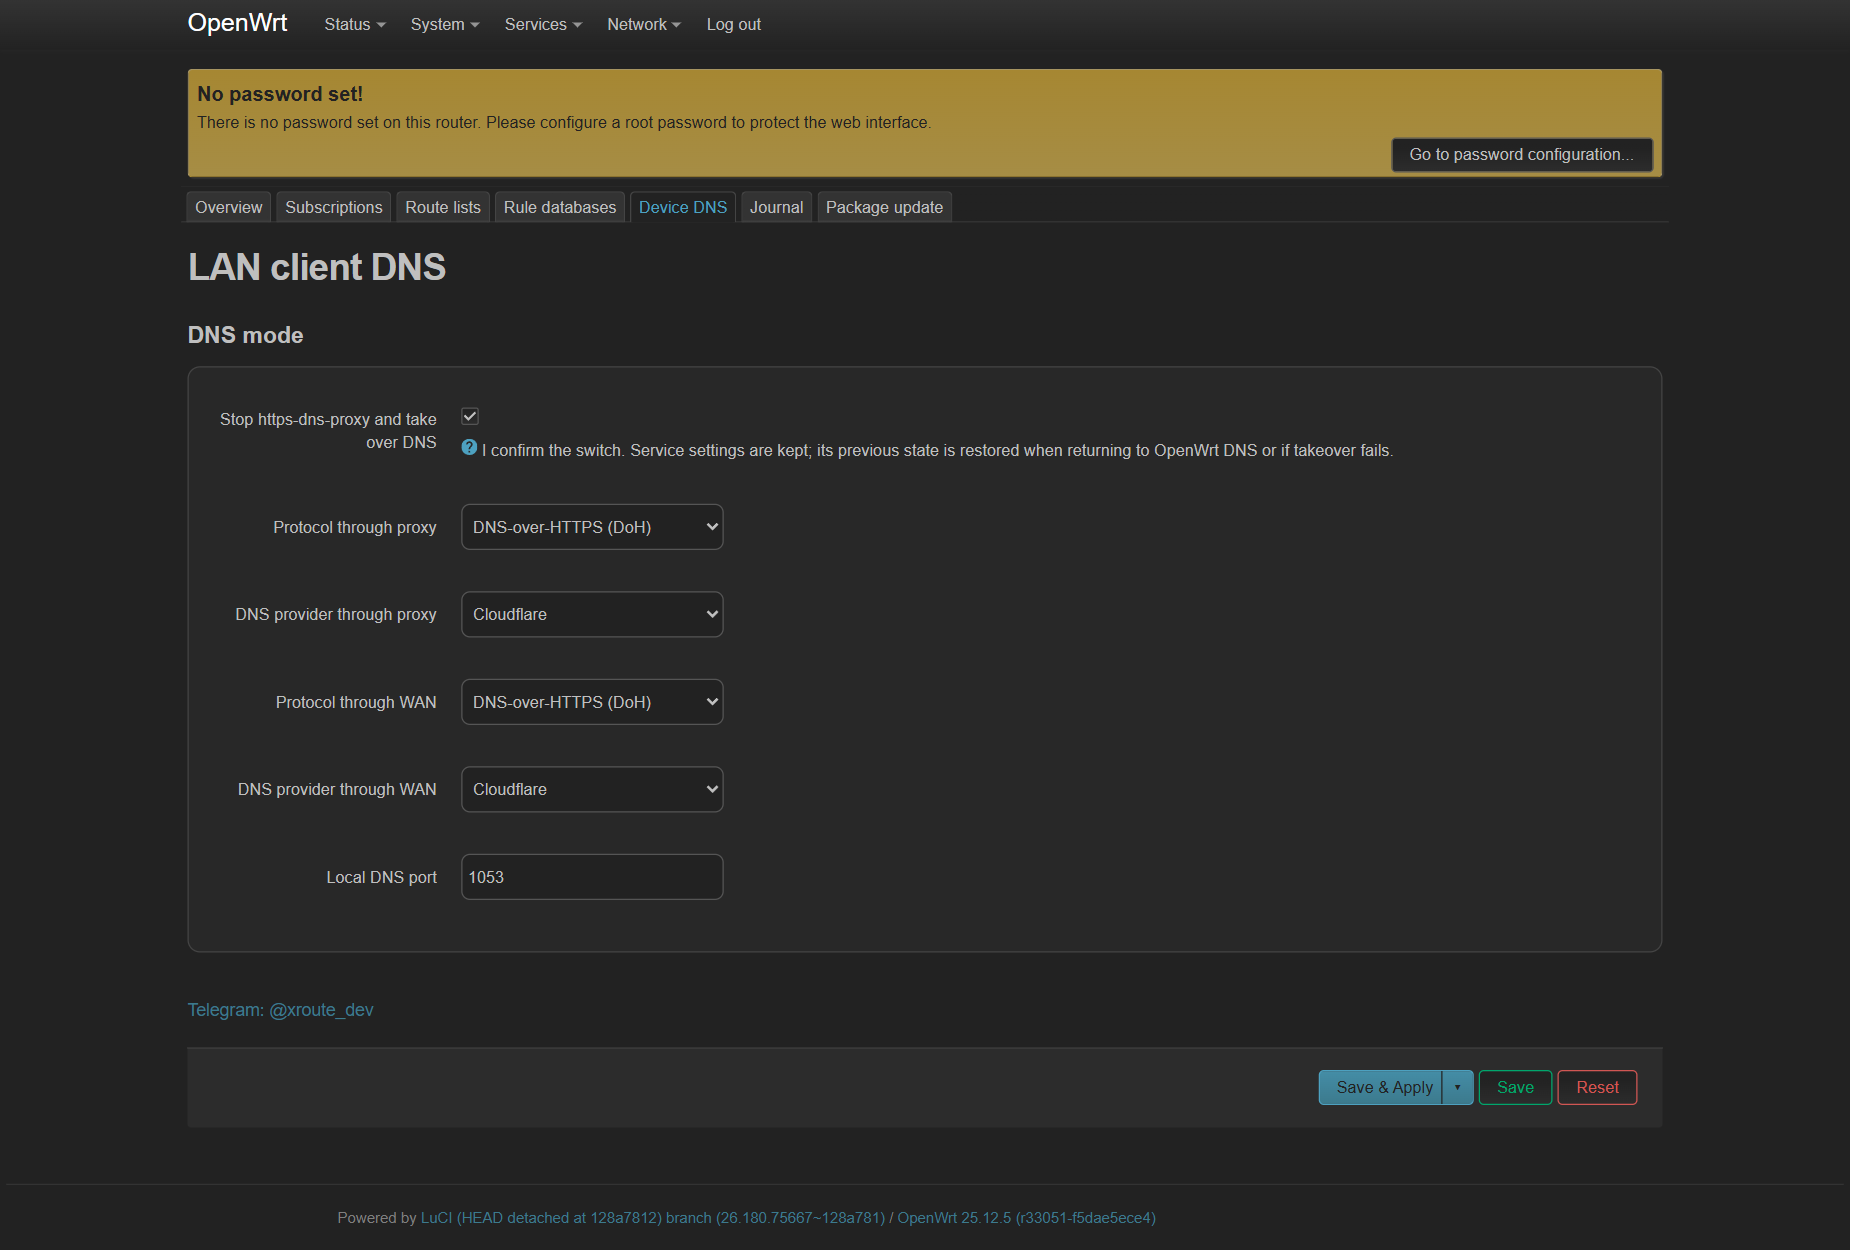 OpenWrt Status System Services Network Log out
No password set!
There is no password set on this router. Please configure a root password to protect the web interface.
Go to password configuration...
Overview Subscriptions Route lists Rule databases Device DNS Journal Package update
LAN client DNS
DNS mode
Stop https-dns-proxy and take
over DNS
I confirm the switch. Service settings are kept; its previous state is restored when returning to OpenWrt DNS or if takeover fails.
Protocol through proxy DNS-over-HTTPS (DoH)
DNS provider through proxy Cloudflare
Protocol through WAN DNS-over-HTTPS (DoH)
DNS provider through WAN Cloudflare
Local DNS port 1053
Telegram: @xroute_dev
Save & Apply Save Reset
Powered by LuCI (HEAD detached at 128a7812) branch (26.180.75667~128a781) / OpenWrt 25.12.5 (r33051-f5dae5ece4)